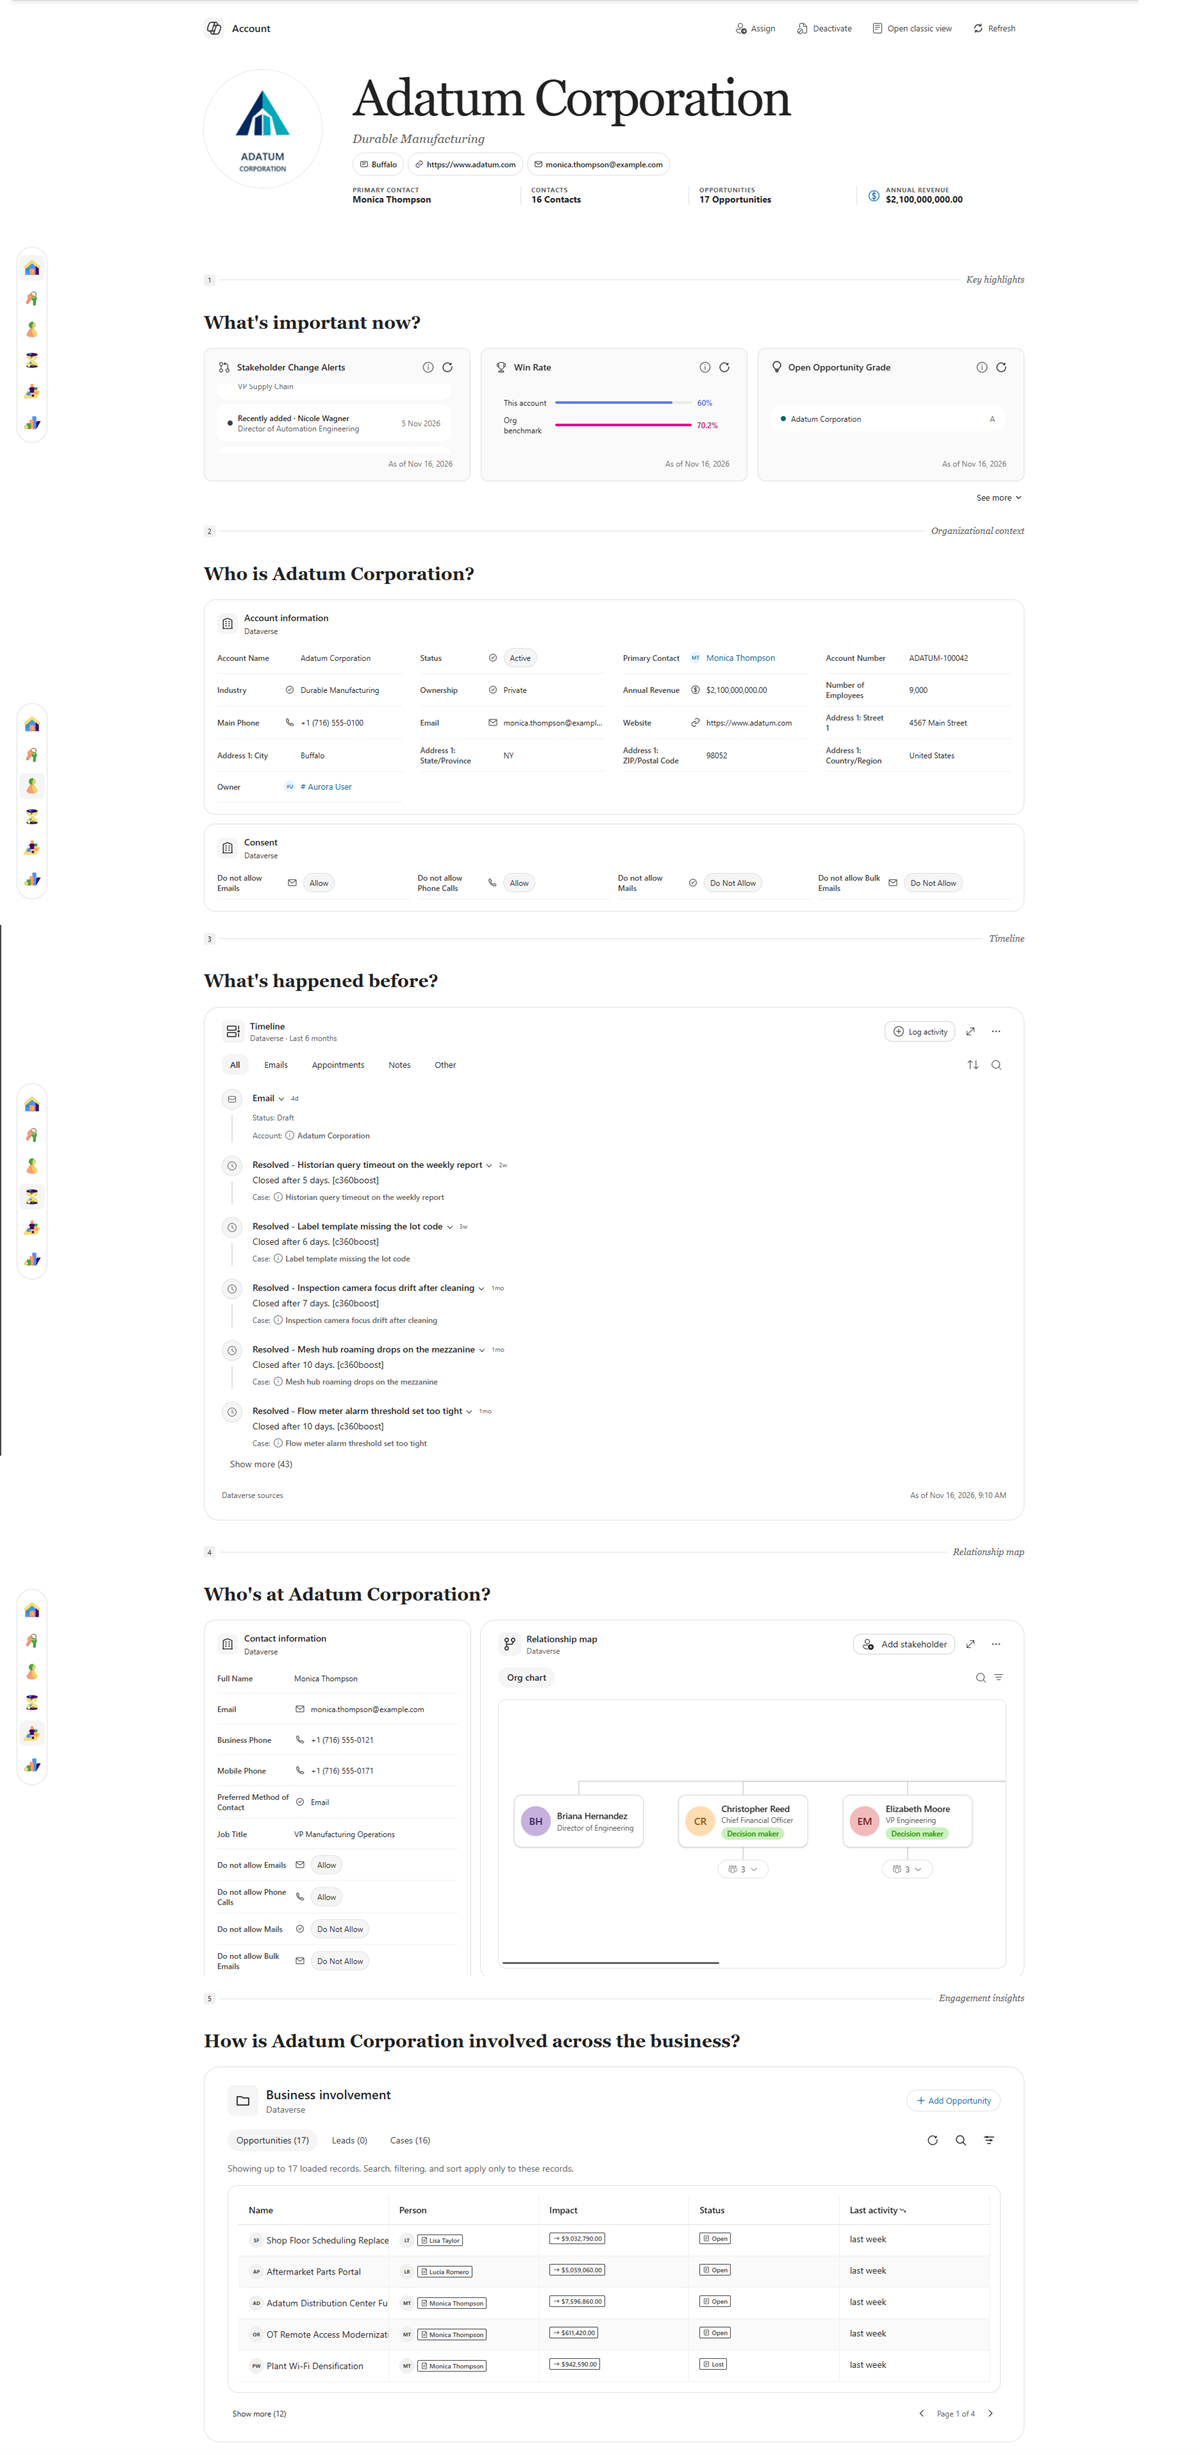 Account
Assign
Deactivate
Open classic view
Refresh
ADATUM
CORPORATION
Adatum Corporation
Durable Manufacturing
Buffalo
https://www.adatum.com
monica.thompson@example.com
PRIMARY CONTACT
Monica Thompson
CONTACTS
16 Contacts
OPPORTUNITIES
17 Opportunities
ANNUAL REVENUE
$2,100,000,000.00
1
Key highlights
What's important now?
Stakeholder Change Alerts
VP Supply Chain
Recently added · Nicole Wagner
Director of Automation Engineering
5 Nov 2026
As of Nov 16, 2026
Win Rate
This account
60%
Org
benchmark
70.2%
As of Nov 16, 2026
Open Opportunity Grade
Adatum Corporation
A
As of Nov 16, 2026
See more
2
Organizational context
Who is Adatum Corporation?
Account information
Dataverse
Account Name
Adatum Corporation
Status
Active
Primary Contact
MT
Monica Thompson
Account Number
ADATUM-100042
Industry
Durable Manufacturing
Ownership
Private
Annual Revenue
$2,100,000,000.00
Number of
Employees
9,000
Main Phone
+1 (716) 555-0100
Email
monica.thompson@exampl...
Website
https://www.adatum.com
Address 1: Street
1
4567 Main Street
Address 1: City
Buffalo
Address 1:
State/Province
NY
Address 1:
ZIP/Postal Code
98052
Address 1:
Country/Region
United States
Owner
#U
# Aurora User
Consent
Dataverse
Do not allow
Emails
Allow
Do not allow
Phone Calls
Allow
Do not allow
Mails
Do Not Allow
Do not allow Bulk
Emails
Do Not Allow
3
Timeline
What's happened before?
Timeline
Dataverse · Last 6 months
Log activity
All
Emails
Appointments
Notes
Other
Email
4d
Status: Draft
Account: Adatum Corporation
Resolved - Historian query timeout on the weekly report
2w
Closed after 5 days. [c360boost]
Case: Historian query timeout on the weekly report
Resolved - Label template missing the lot code
3w
Closed after 6 days. [c360boost]
Case: Label template missing the lot code
Resolved - Inspection camera focus drift after cleaning
1mo
Closed after 7 days. [c360boost]
Case: Inspection camera focus drift after cleaning
Resolved - Mesh hub roaming drops on the mezzanine
1mo
Closed after 10 days. [c360boost]
Case: Mesh hub roaming drops on the mezzanine
Resolved - Flow meter alarm threshold set too tight
1mo
Closed after 10 days. [c360boost]
Case: Flow meter alarm threshold set too tight
Show more (43)
Dataverse sources
As of Nov 16, 2026, 9:10 AM
4
Relationship map
Who's at Adatum Corporation?
Contact information
Dataverse
Full Name
Monica Thompson
Email
monica.thompson@example.com
Business Phone
+1 (716) 555-0121
Mobile Phone
+1 (716) 555-0171
Preferred Method of
Contact
Email
Job Title
VP Manufacturing Operations
Do not allow Emails
Allow
Do not allow Phone
Calls
Allow
Do not allow Mails
Do Not Allow
Do not allow Bulk
Emails
Do Not Allow
Relationship map
Dataverse
Add stakeholder
Org chart
BH
Briana Hernandez
Director of Engineering
CR
Christopher Reed
Chief Financial Officer
Decision maker
3
EM
Elizabeth Moore
VP Engineering
Decision maker
3
5
Engagement insights
How is Adatum Corporation involved across the business?
Business involvement
Dataverse
+ Add Opportunity
Opportunities (17)
Leads (0)
Cases (16)
Showing up to 17 loaded records. Search, filtering, and sort apply only to these records.
Name
Person
Impact
Status
Last activity
SF
Shop Floor Scheduling Replace
LT
Lisa Taylor
$9,032,790.00
Open
last week
AP
Aftermarket Parts Portal
LR
Lucia Romero
$5,059,060.00
Open
last week
AD
Adatum Distribution Center Fu
MT
Monica Thompson
$7,596,860.00
Open
last week
OR
OT Remote Access Modernizati
MT
Monica Thompson
$611,420.00
Open
last week
PW
Plant Wi-Fi Densification
MT
Monica Thompson
$942,590.00
Lost
last week
Show more (12)
Page 1 of 4